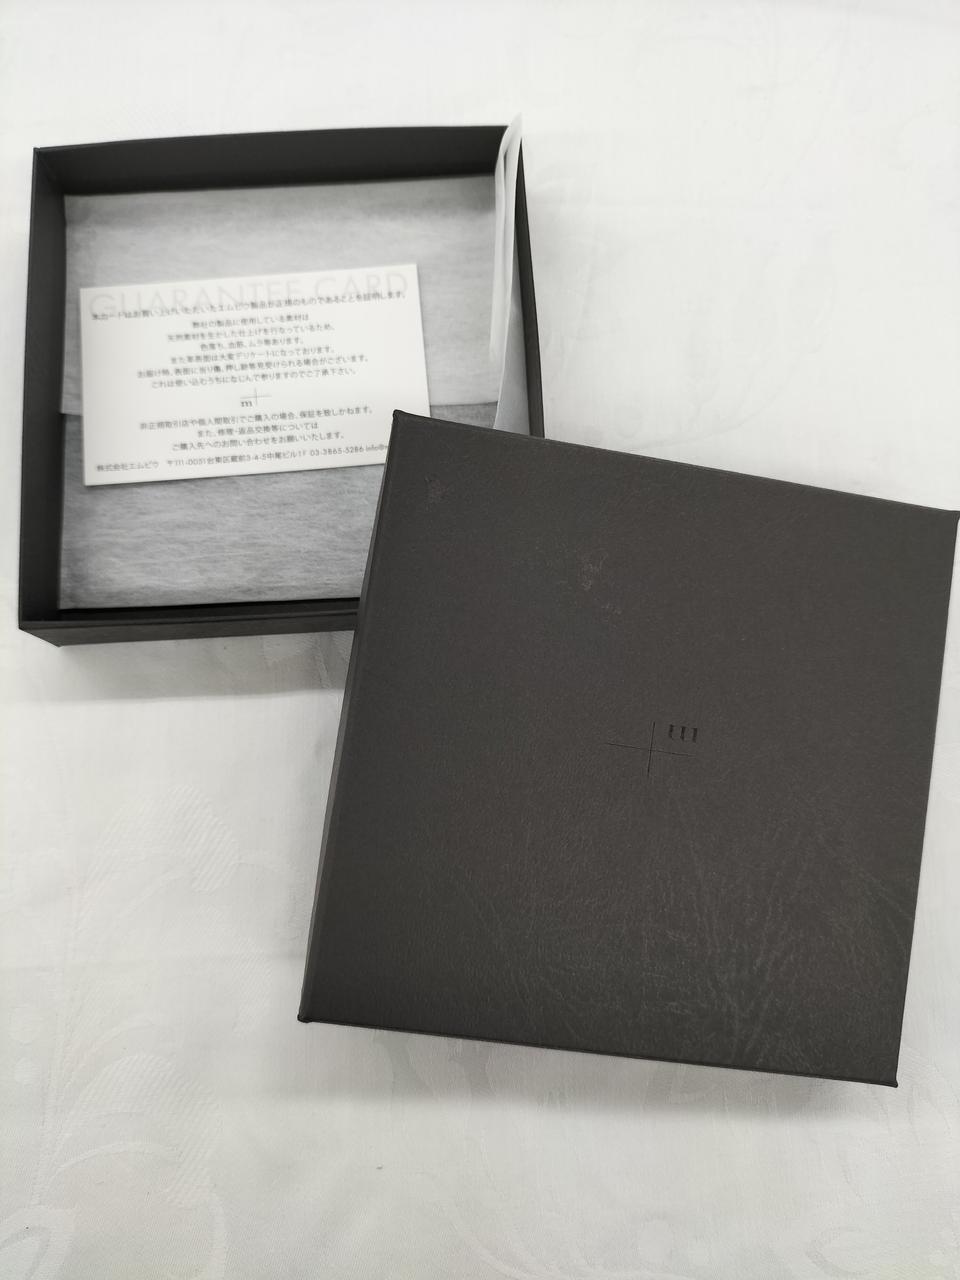 GUARANTEE CARD
本カードはお買い上げいただいたエムピウ製品が正規のものであることを証明します。
弊社の製品に使用している素材は
天然素材を生かした仕上げを行なっているため、
色落ち、血筋、ムラ等あります。
また革表面は大変デリケートになっております。
お届け時、表面に当り傷、押し跡等見受けられる場合がございます。
これは使い込むうちになじんで参りますのでご了承下さい。
m+
非正規取引店や個人間取引でご購入の場合、保証を致しかねます。
また、修理・返品交換等については
ご購入先へのお問い合わせをお願いいたします。
株式会社エムピウ 〒111-0051台東区蔵前3-4-5中尾ビル1F 03-3865-5286 info@
m+